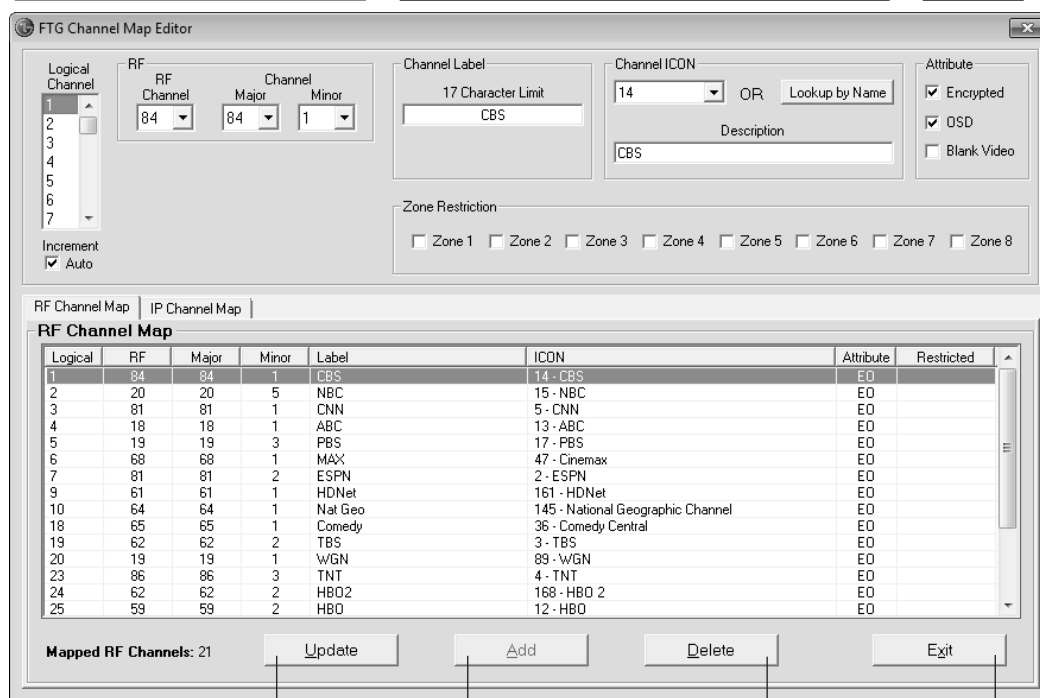 FTG Channel Map Editor
Logical Channel
1
2
3
4
5
6
7
Increment
Auto
RF
RF Channel
84
Channel
Major Minor
84 1
Channel Label
17 Character Limit
CBS
Channel ICON
14 OR Lookup by Name
Description
CBS
Attribute
Encrypted
OSD
Blank Video
Zone Restriction
Zone 1 Zone 2 Zone 3 Zone 4 Zone 5 Zone 6 Zone 7 Zone 8
RF Channel Map IP Channel Map
RF Channel Map
Logical RF Major Minor Label ICON Attribute Restricted
1 84 84 1 CBS 14 - CBS EO
2 20 20 5 NBC 15 - NBC EO
3 81 81 1 CNN 5 - CNN EO
4 18 18 1 ABC 13 - ABC EO
5 19 19 3 PBS 17 - PBS EO
6 68 68 1 MAX 47 - Cinemax EO
7 81 81 2 ESPN 2 - ESPN EO
9 61 61 1 HDNet 161 - HDNet EO
10 64 64 1 Nat Geo 145 - National Geographic Channel EO
18 65 65 1 Comedy 36 - Comedy Central EO
19 62 62 2 TBS 3 - TBS EO
20 19 19 1 WGN 89 - WGN EO
23 86 86 3 TNT 4 - TNT EO
24 62 62 2 HBO2 168 - HBO 2 EO
25 59 59 2 HBO 12 - HBO EO
Mapped RF Channels: 21 Update Add Delete Exit